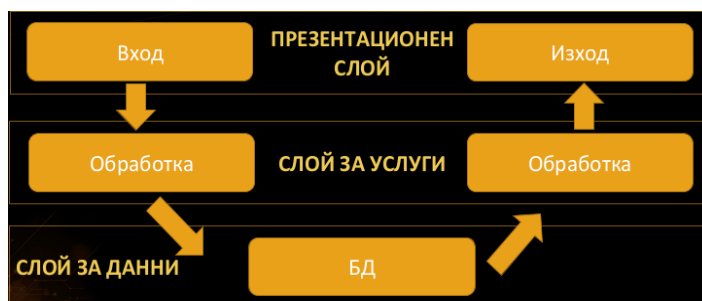 Вход
ПРЕЗЕНТАЦИОНЕН
СЛОЙ
Изход
Обработка
СЛОЙ ЗА УСЛУГИ
Обработка
СЛОЙ ЗА ДАННИ
БД